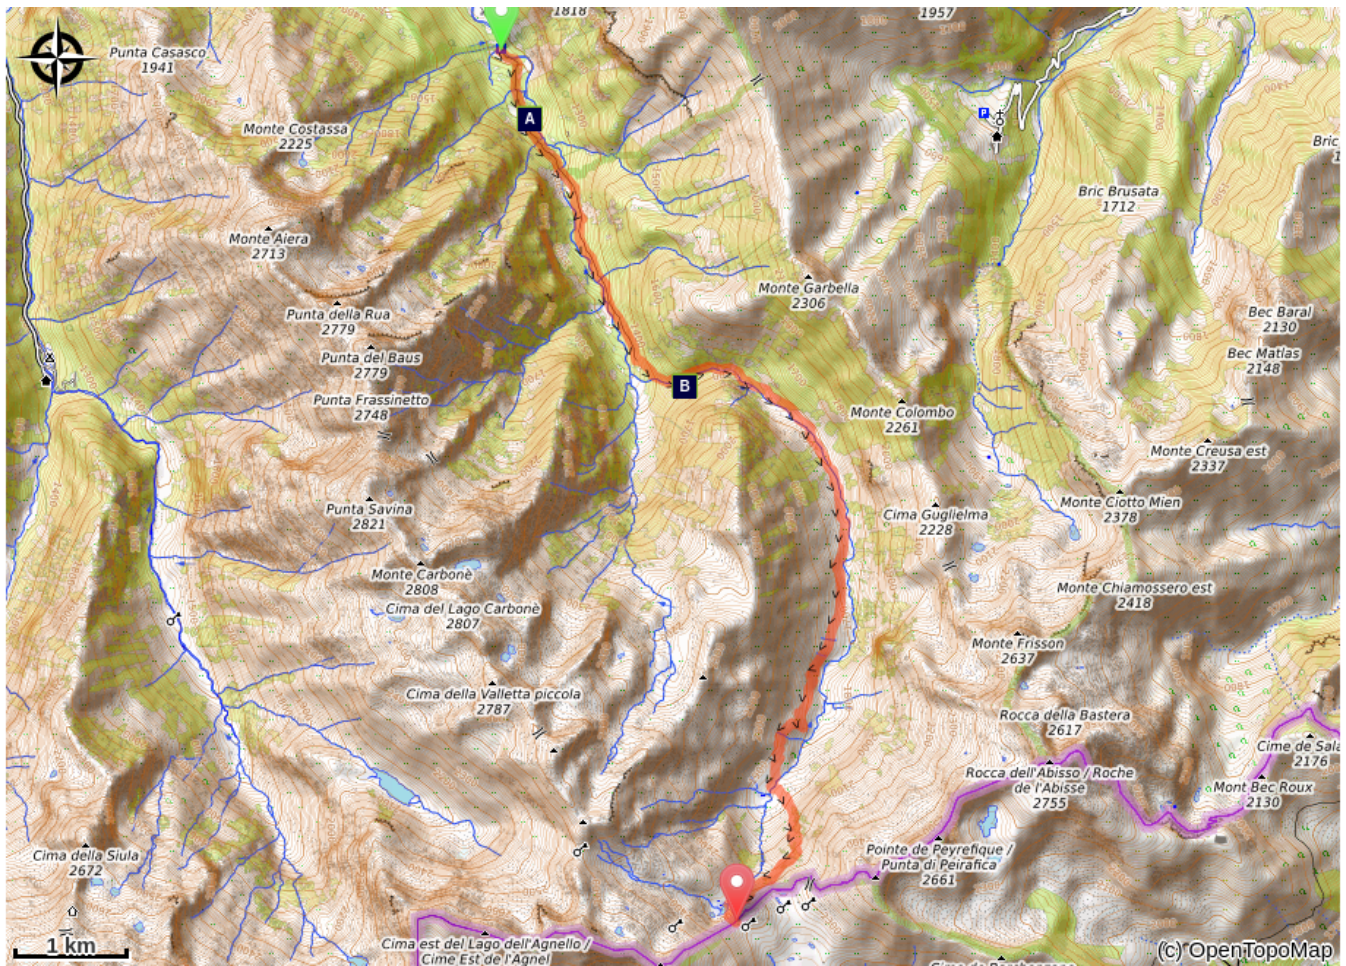 1818
1957
Punta Casasco
1941
A
P
Monte Costassa
2225
Bric
Bric Brusata
1712
Monte Aiera
2713
Monte Garbella
2306
Punta della Rua
2779
Bec Baral
2130
Punta del Baus
2779
Bec Matlas
2148
B
Punta Frassinetto
2748
Monte Colombo
2261
Monte Creusa est
2337
Punta Savina
2821
Monte Ciotto Mien
2378
Cima Guglielma
2228
Monte Carbonè
2808
Monte Chiamossero est
2418
Cima del Lago Carbonè
2807
Monte Frisson
2637
Cima della Valletta piccola
2787
Rocca della Bastera
2617
Cime de Sala
2176
Rocca dell'Abisso / Roche
de l'Abisse
2755
Mont Bec Roux
2130
Cima della Siula
2672
Pointe de Peyrefique /
Punta di Peirafica
2661
1 km
Cima est del Lago dell'Agnello /
Cime Est de l'Agnel
(c) OpenTopoMap